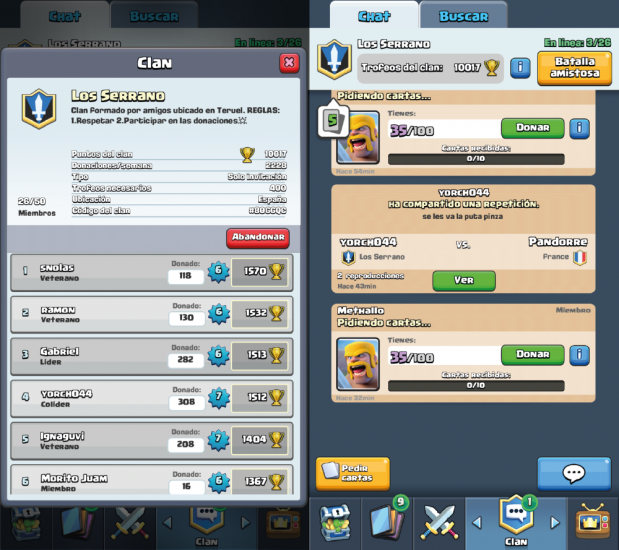 Chat
Buscar
Los Serrano
En línea: 3/26
Clan
Los Serrano
Clan formado por amigos ubicado en Teruel. REGLAS:
1.Respetar 2.Participar en las donaciones
Puntos del clan 10017
Donaciones/semana 2228
Tipo Solo invitación
Trofeos necesarios 400
Ubicación España
Código del clan
26/50
Miembros
Abandonar
1 snolas Veterano Donado: 118 6 1570
2 ramon Veterano Donado: 130 6 1532
3 Gabriel Líder Donado: 282 6 1513
4 yorch044 Colíder Donado: 308 7 1512
5 Ignaguvi Veterano Donado: 208 7 1404
6 Morito Juam Miembro Donado: 16 6 1367
Clan
Chat
Buscar
Los Serrano
En línea: 3/26
Trofeos del clan: 10017
i
Batalla
amistosa
Pidiendo cartas...
5
Tienes:
35/100
Donar
i
Cartas recibidas:
0/10
Hace 54min
yorch044
Ha compartido una repetición.
se les va la puta pinza
yorch044 vs. Pandorre
Los Serrano
France
2 reproducciones
Hace 43min
Ver
Methallo
Miembro
Pidiendo cartas...
Tienes:
35/100
Donar
i
Cartas recibidas:
0/10
Hace 22min
Pedir
cartas
9
1
Clan